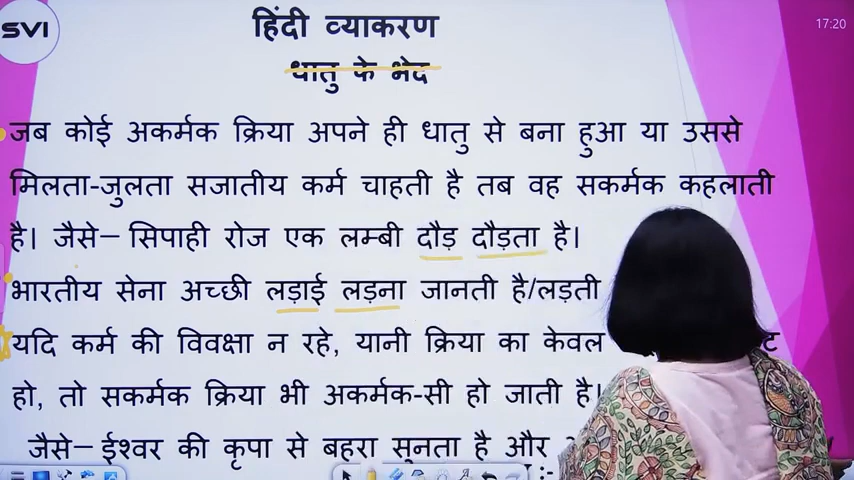 SVI
17:20
हिंदी व्याकरण
धातु के भेद
जब कोई अकर्मक क्रिया अपने ही धातु से बना हुआ या उससे
मिलता-जुलता सजातीय कर्म चाहती है तब वह सकर्मक कहलाती
है। जैसे– सिपाही रोज एक लम्बी दौड़ दौड़ता है।
भारतीय सेना अच्छी लड़ाई लड़ना जानती है/लड़ती
यदि कर्म की विवक्षा न रहे, यानी क्रिया का केवल
हो, तो सकर्मक क्रिया भी अकर्मक-सी हो जाती है।
जैसे– ईश्वर की कृपा से बहरा सुनता है और